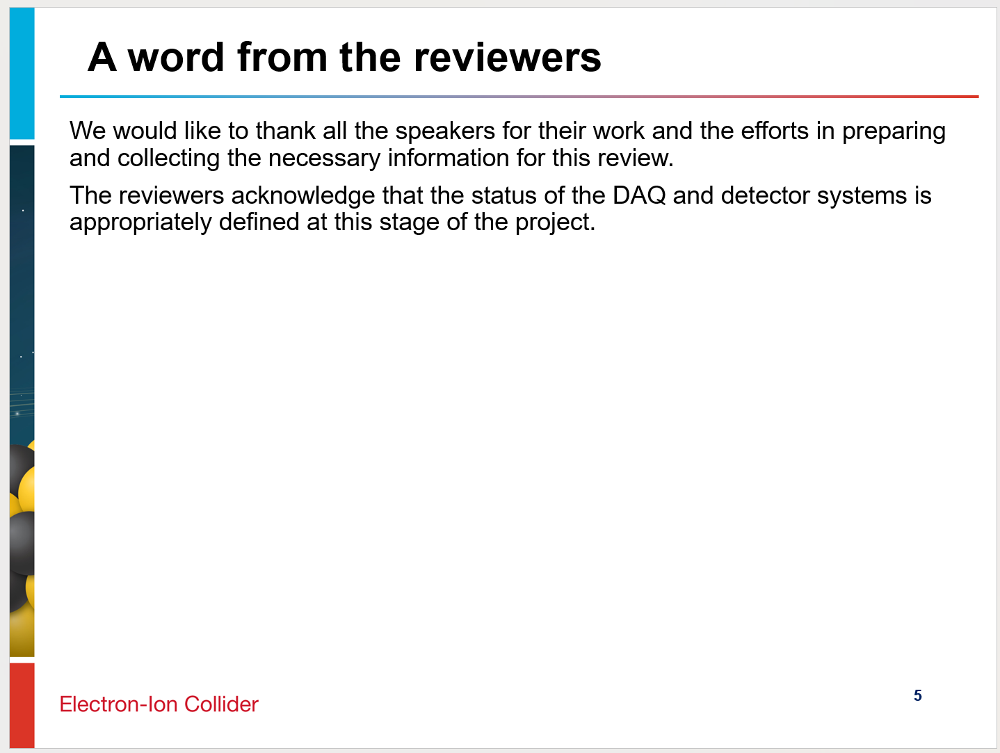 A word from the reviewers
We would like to thank all the speakers for their work and the efforts in preparing
and collecting the necessary information for this review.
The reviewers acknowledge that the status of the DAQ and detector systems is
appropriately defined at this stage of the project.
Electron-Ion Collider
5